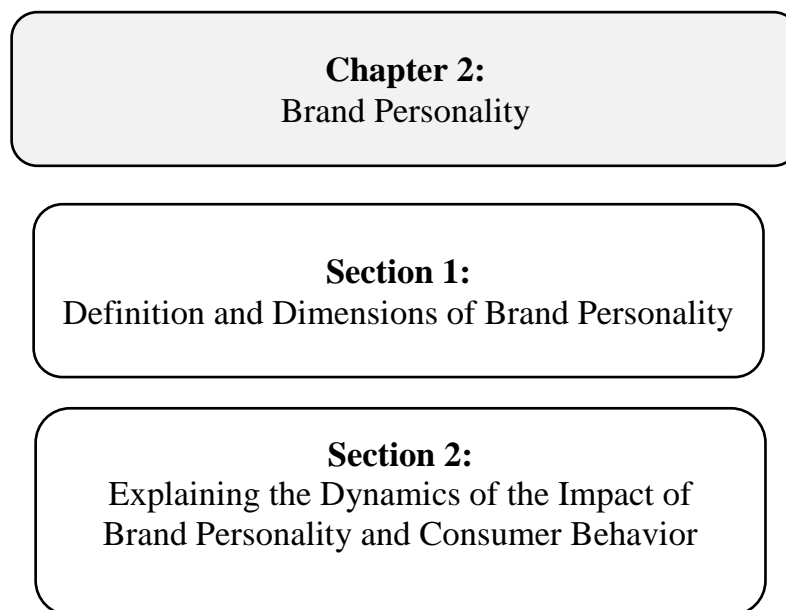 Chapter 2:
Brand Personality
Section 1:
Definition and Dimensions of Brand Personality
Section 2:
Explaining the Dynamics of the Impact of
Brand Personality and Consumer Behavior